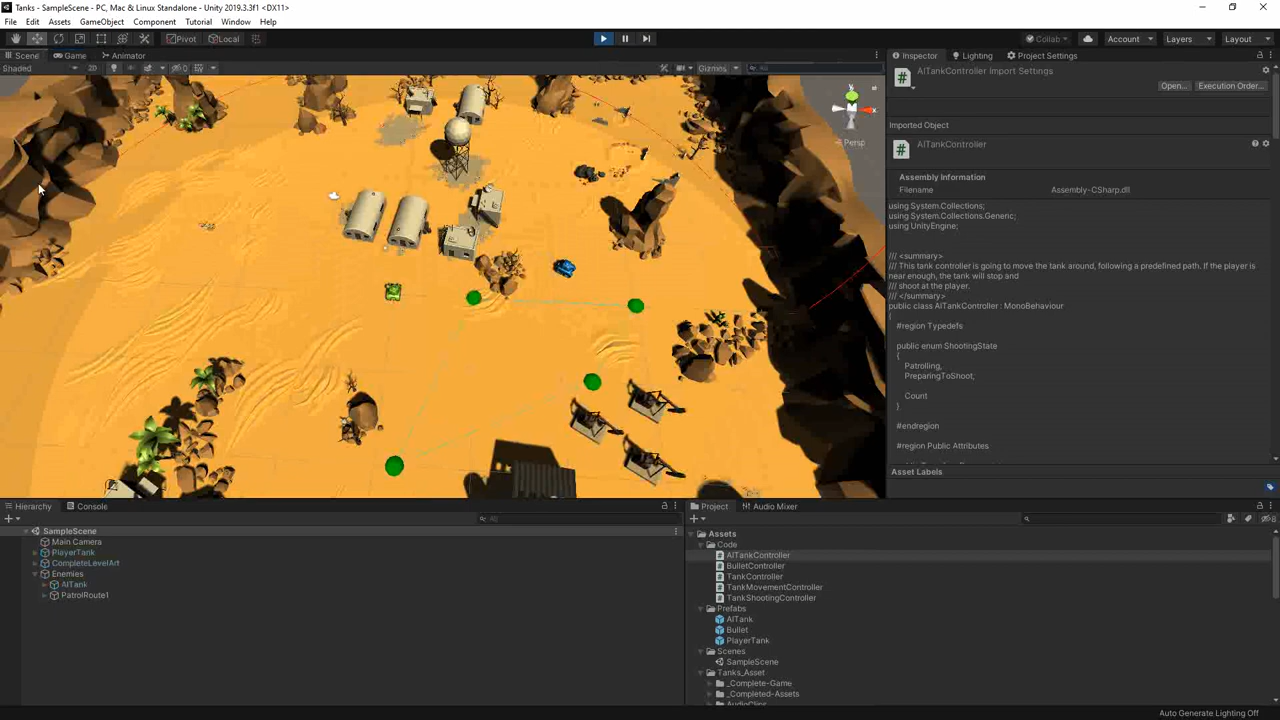 Tanks - SampleScene - PC, Mac & Linux Standalone - Unity 2019.3.3f1 <DX11>
File Edit Assets GameObject Component Tutorial Window Help
Pivot Local Collab Account Layers Layout
Scene Game Animator
Shaded 2D 0 Gizmos All
y
x
Persp
Inspector Lighting Project Settings
AITankController Import Settings
Open... Execution Order...
Imported Object
AITankController
Assembly Information
Filename Assembly-CSharp.dll
using System.Collections;
using System.Collections.Generic;
using UnityEngine;
/// <summary>
/// This tank controller is going to move the tank around, following a predefined path. If the player is
near enough, the tank will stop and
/// shoot at the player.
/// </summary>
public class AITankController : MonoBehaviour
{
#region Typedefs
public enum ShootingState
{
Patrolling,
PreparingToShoot,
Count
}
#endregion
#region Public Attributes
Asset Labels
Hierarchy Console
All
SampleScene
Main Camera
PlayerTank
CompleteLevelArt
Enemies
AITank
PatrolRoute1
Project Audio Mixer
Assets
Code
AITankController
BulletController
TankController
TankMovementController
TankShootingController
Prefabs
AITank
Bullet
PlayerTank
Scenes
SampleScene
Tanks_Asset
_Complete-Game
_Completed-Assets
AudioClips
Auto Generate Lighting Off